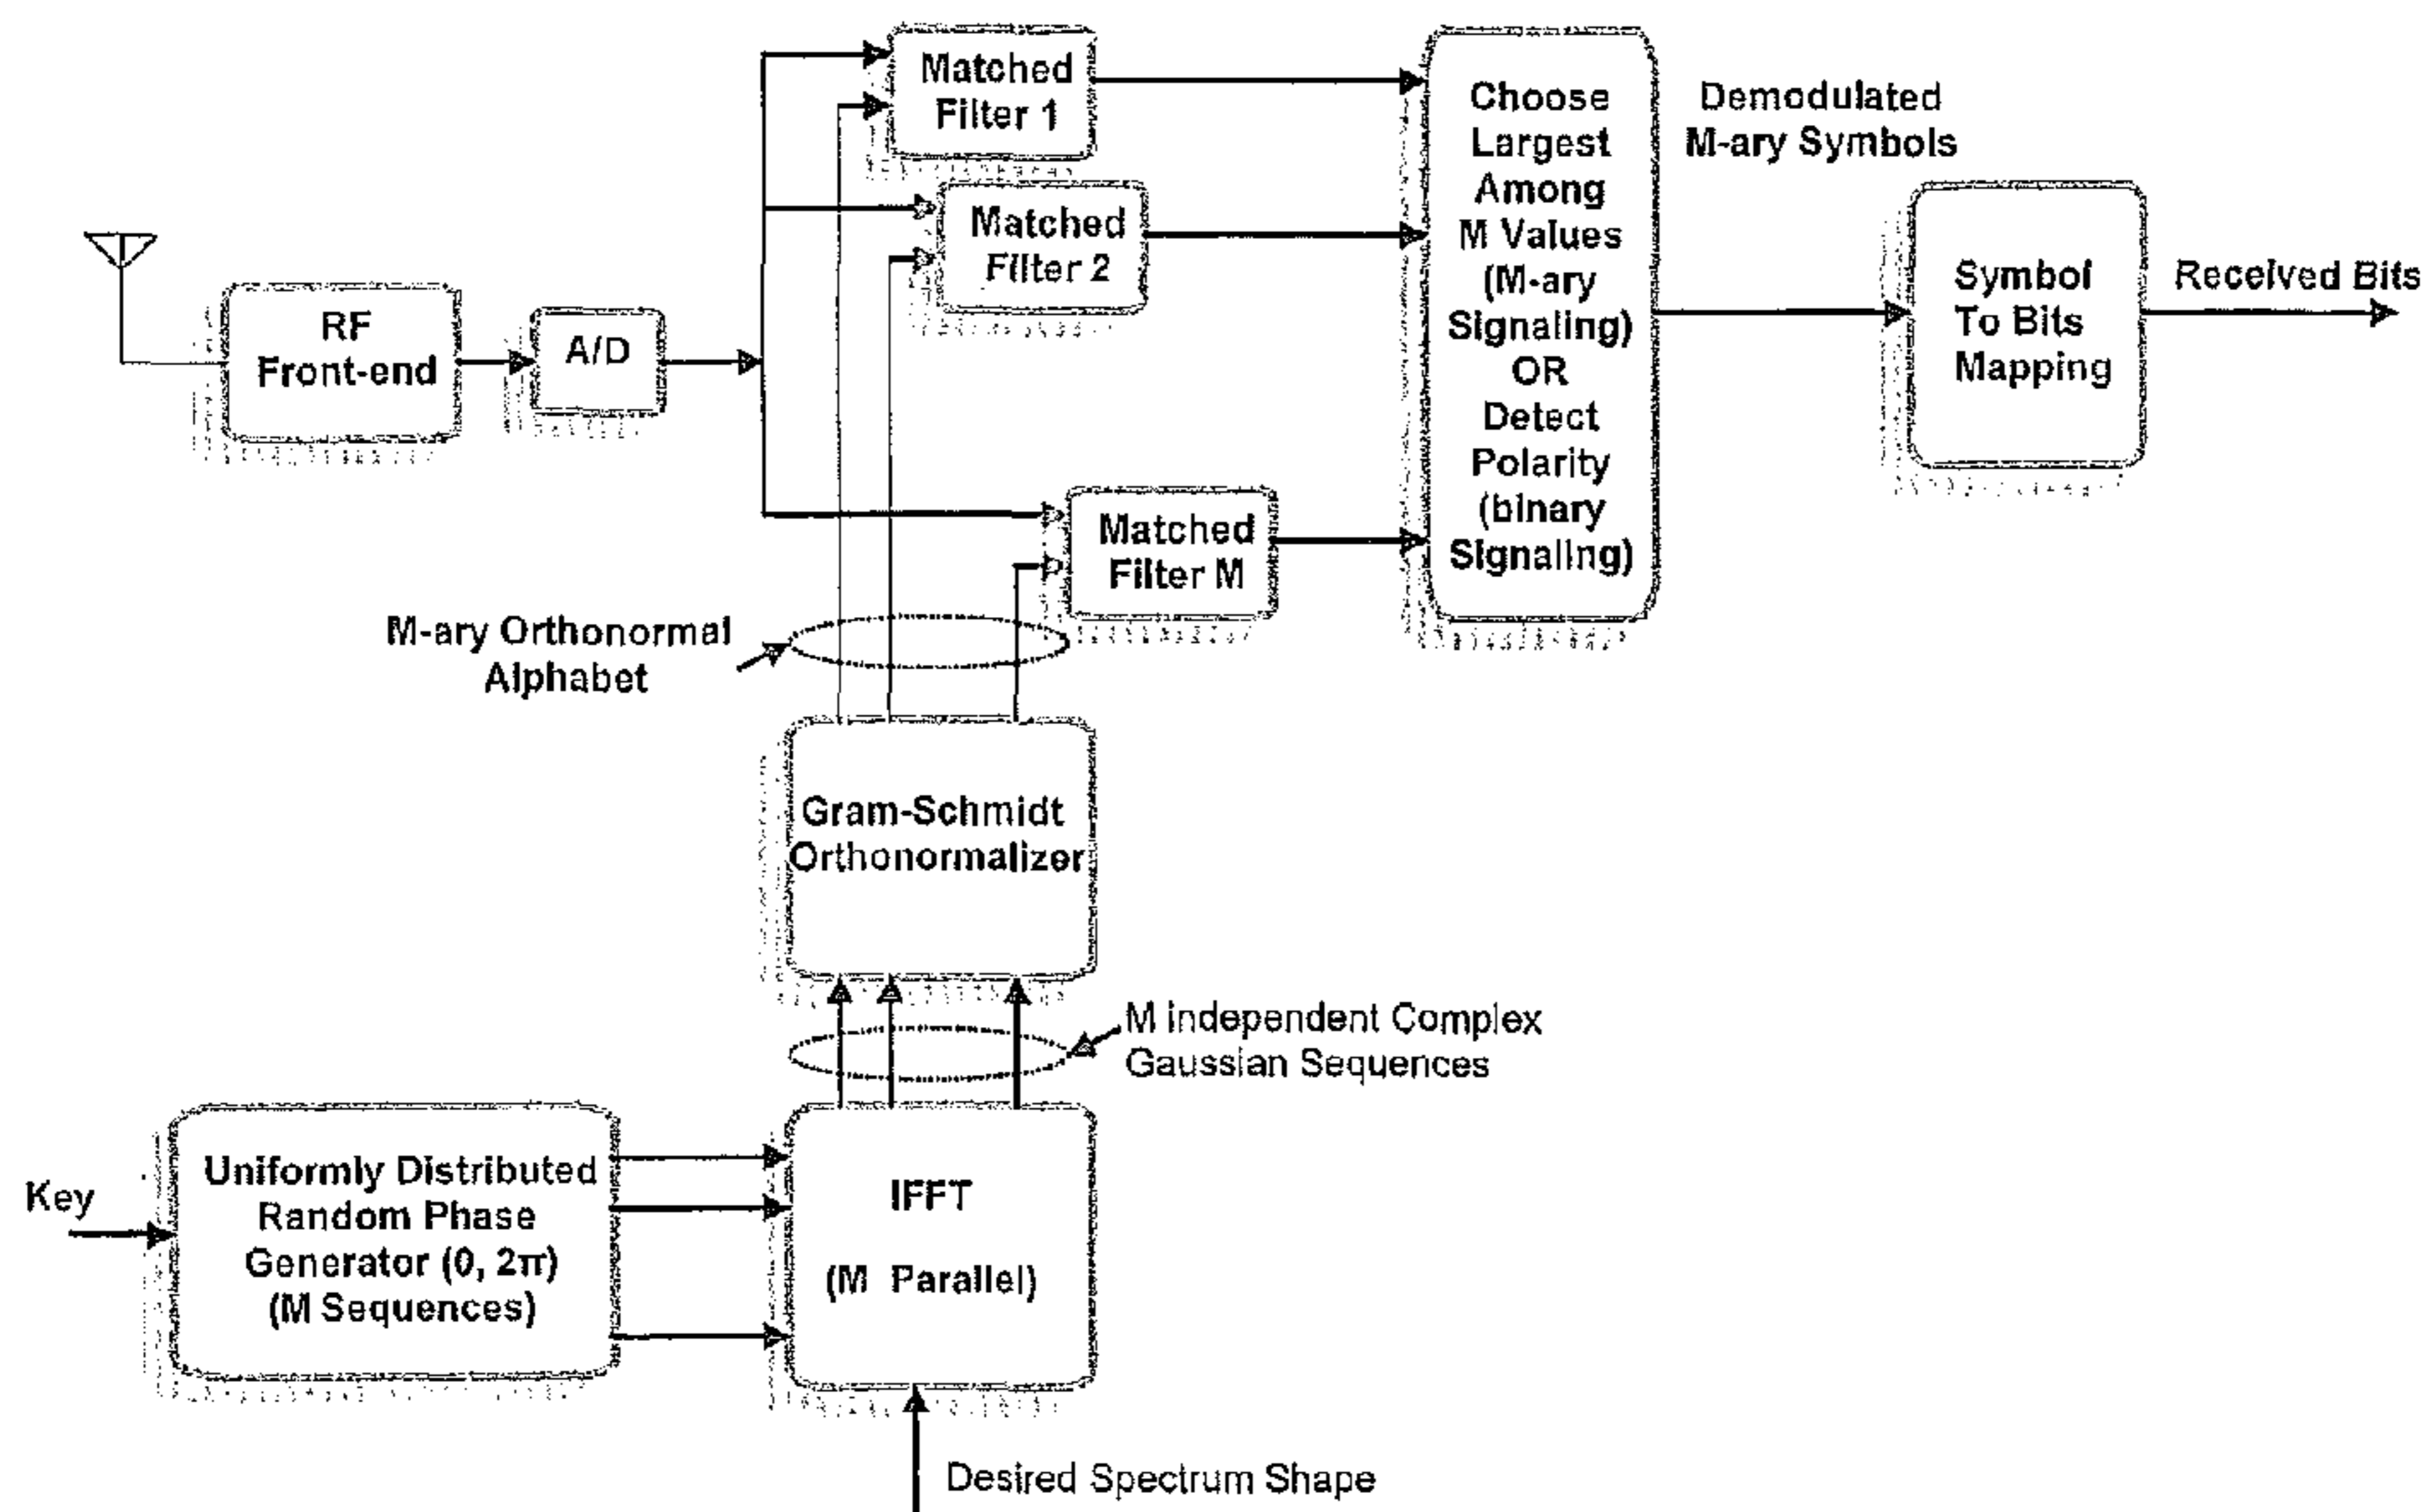 Matched
Filter 1
Choose
Largest
Among
M Values
(M-ary
Signaling)
OR
Detect
Polarity
(binary
Signaling)
Demodulated
M-ary Symbols
Matched
Filter 2
RF
Front-end
A/D
Symbol
To Bits
Mapping
Received Bits
Matched
Filter M
M-ary Orthonormal
Alphabet
Gram-Schmidt
Orthonormalizer
M independent Complex
Gaussian Sequences
Key
Uniformly Distributed
Random Phase
Generator (0, 2π)
(M Sequences)
IFFT
(M Parallel)
Desired Spectrum Shape